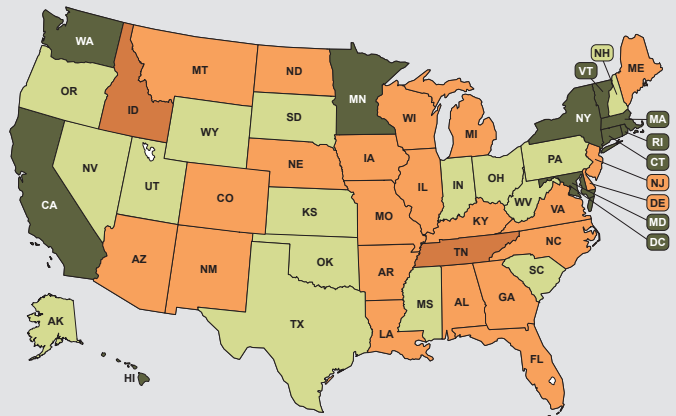 WA
NH
ME
VT
MT
ND
OR
MN
ID
NY
MA
WI
SD
MI
RI
WY
PA
CT
IA
NE
NJ
OH
NV
IN
IL
DE
UT
CO
WV
CA
VA
MD
KS
MO
KY
DC
NC
TN
AZ
OK
NM
AR
SC
MS
AL
GA
AK
TX
LA
FL
HI